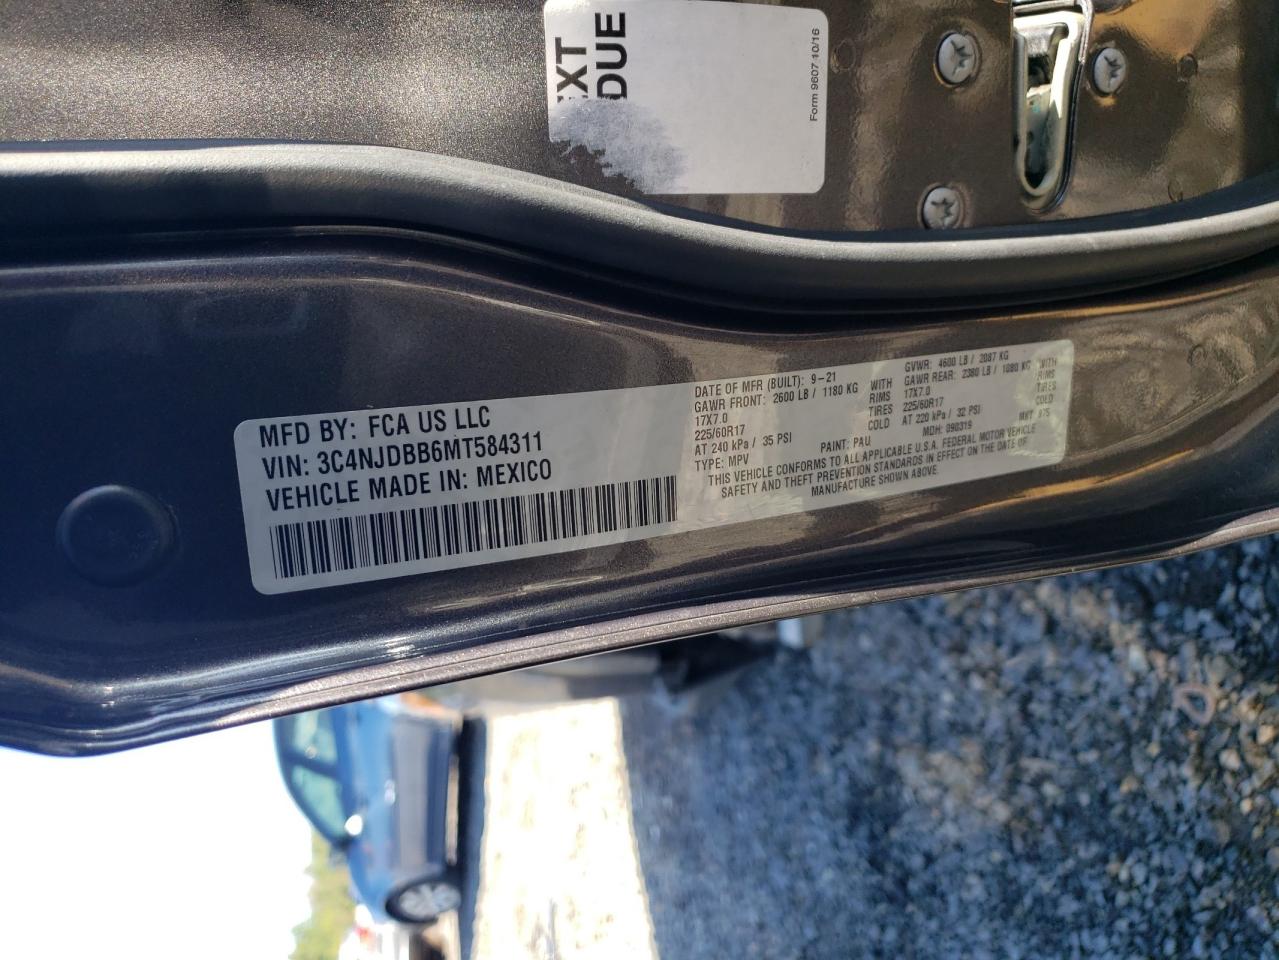 EXT
DUE
Form 9607 10/16
MFD BY: FCA US LLC
VIN: 3C4NJDBB6MT584311
VEHICLE MADE IN: MEXICO
DATE OF MFR (BUILT): 9-21 GVWR: 4600 LB / 2087 KG
GAWR FRONT: 2600 LB / 1180 KG WITH GAWR REAR: 2380 LB / 1080 KG WITH
17X7.0 RIMS 17X7.0 RIMS
225/60R17 TIRES 225/60R17 TIRES
AT 240 kPa / 35 PSI COLD AT 220 kPa / 32 PSI COLD
TYPE: MPV PAINT: PAU MDH: 090319 MKT 975
THIS VEHICLE CONFORMS TO ALL APPLICABLE U.S.A. FEDERAL MOTOR VEHICLE
SAFETY AND THEFT PREVENTION STANDARDS IN EFFECT ON THE DATE OF
MANUFACTURE SHOWN ABOVE.